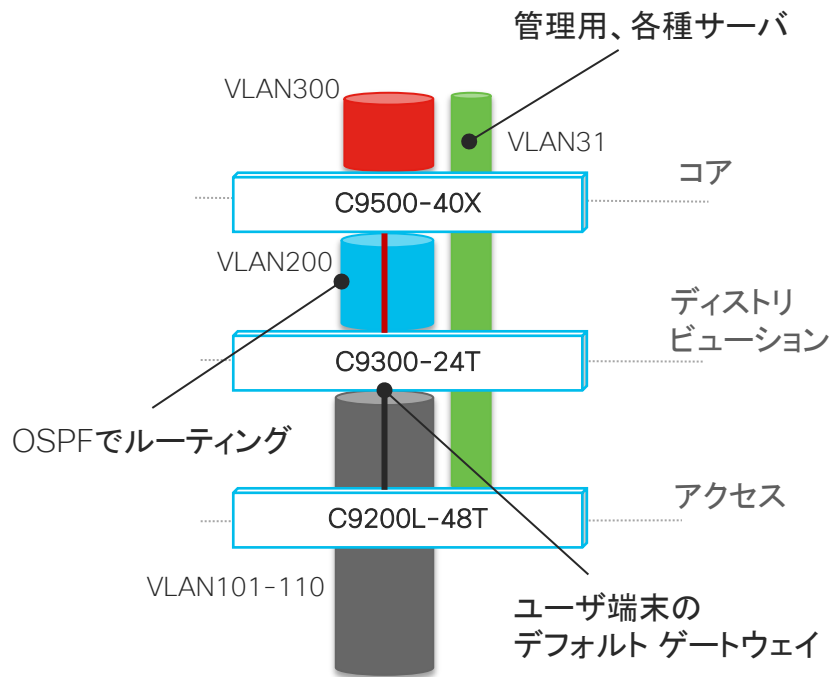 管理用、各種サーバ
VLAN300
VLAN31
コア
C9500-40X
VLAN200
ディストリ
ビューション
C9300-24T
OSPFでルーティング
アクセス
C9200L-48T
VLAN101-110
ユーザ端末の
デフォルト ゲートウェイ